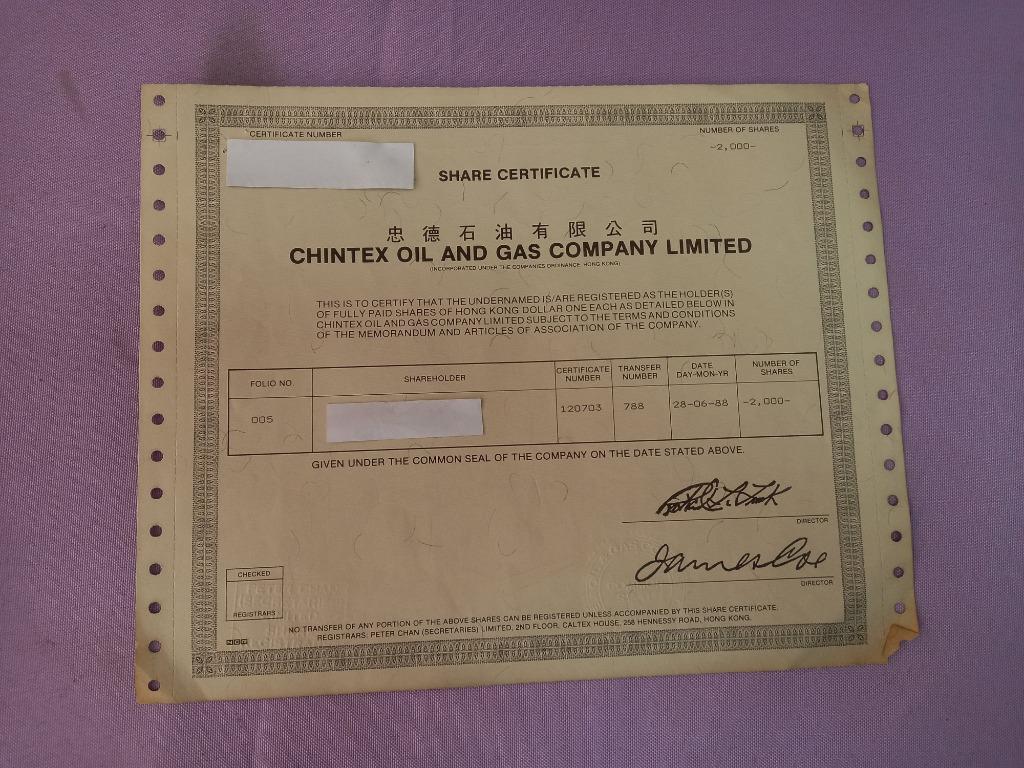 CERTIFICATE NUMBER
NUMBER OF SHARES
-2,000-
SHARE CERTIFICATE
忠德石油有限公司
CHINTEX OIL AND GAS COMPANY LIMITED
(INCORPORATED UNDER THE COMPANIES ORDINANCE, HONG KONG)
THIS IS TO CERTIFY THAT THE UNDERNAMED IS/ARE REGISTERED AS THE HOLDER(S)
OF FULLY PAID SHARES OF HONG KONG DOLLAR ONE EACH AS DETAILED BELOW IN
CHINTEX OIL AND GAS COMPANY LIMITED SUBJECT TO THE TERMS AND CONDITIONS
OF THE MEMORANDUM AND ARTICLES OF ASSOCIATION OF THE COMPANY.
FOLIO NO. SHAREHOLDER CERTIFICATE NUMBER TRANSFER NUMBER DATE DAY-MON-YR NUMBER OF SHARES
005 120703 788 28-06-88 -2,000-
GIVEN UNDER THE COMMON SEAL OF THE COMPANY ON THE DATE STATED ABOVE.
DIRECTOR
James Coe
DIRECTOR
CHECKED
REGISTRARS
NO TRANSFER OF ANY PORTION OF THE ABOVE SHARES CAN BE REGISTERED UNLESS ACCOMPANIED BY THIS SHARE CERTIFICATE.
REGISTRARS: PETER CHAN (SECRETARIES) LIMITED, 2ND FLOOR, CALTEX HOUSE, 258 HENNESSY ROAD, HONG KONG.
NCR